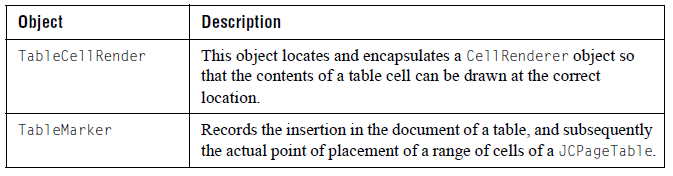 Object Description
TableCellRender This object locates and encapsulates a CellRenderer object so
that the contents of a table cell can be drawn at the correct
location.
TableMarker Records the insertion in the document of a table, and subsequently
the actual point of placement of a range of cells of a JCPageTable.